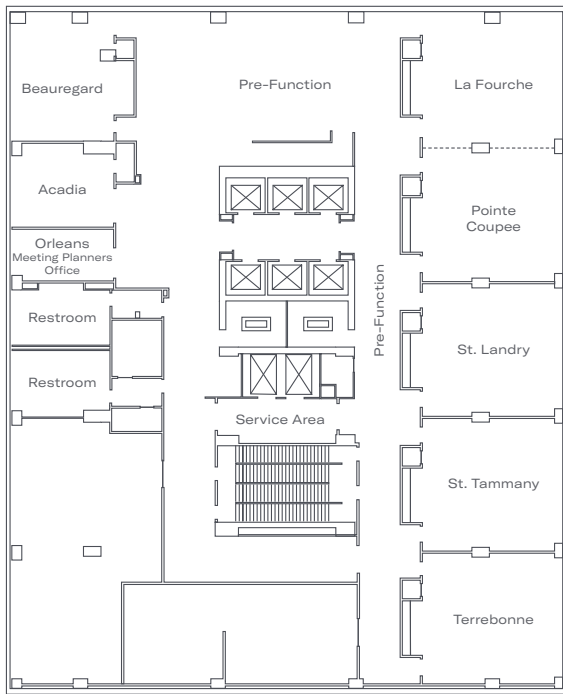 Beauregard
Pre-Function
La Fourche
Acadia
Pointe
Coupee
Orleans
Meeting Planners
Office
Pre-Function
Restroom
St. Landry
Restroom
Service Area
St. Tammany
Terrebonne